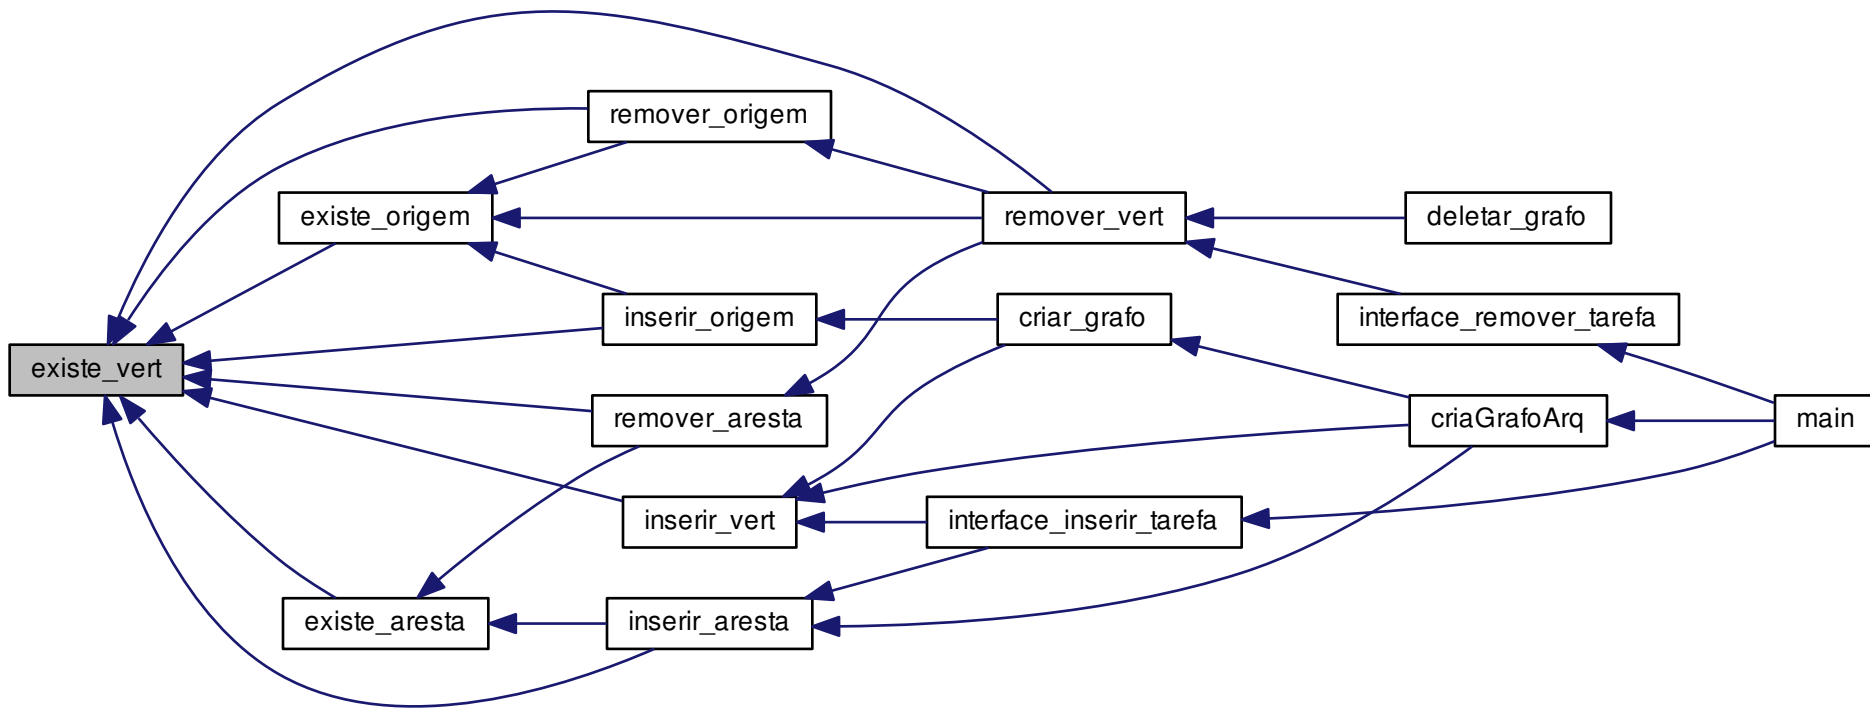 remover_origem
existe_origem
remover_vert
deletar_grafo
inserir_origem
criar_grafo
interface_remover_tarefa
existe_vert
remover_aresta
criaGrafoArq
main
inserir_vert
interface_inserir_tarefa
existe_aresta
inserir_aresta